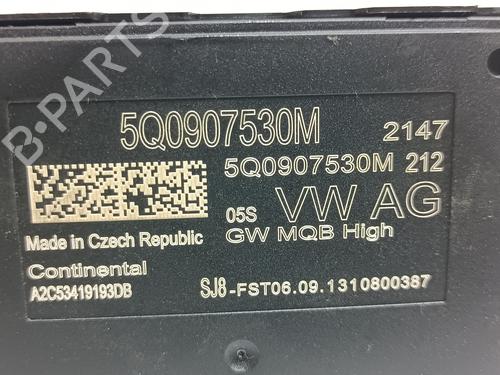 5Q0907530M 2147
5Q0907530M 212
05S VW AG
Made in Czech Republic GW MQB High
Continental
A2C53419193DB SJ8-FST06.09.1310800387
B-PARTS